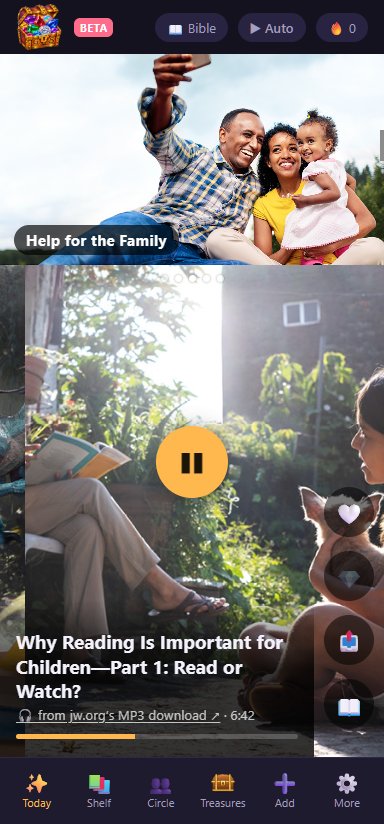 BETA
Bible
Auto
0
Help for the Family
Why Reading Is Important for
Children—Part 1: Read or
Watch?
from jw.org's MP3 download ↗ · 6:42
Today
Shelf
Circle
Treasures
Add
More